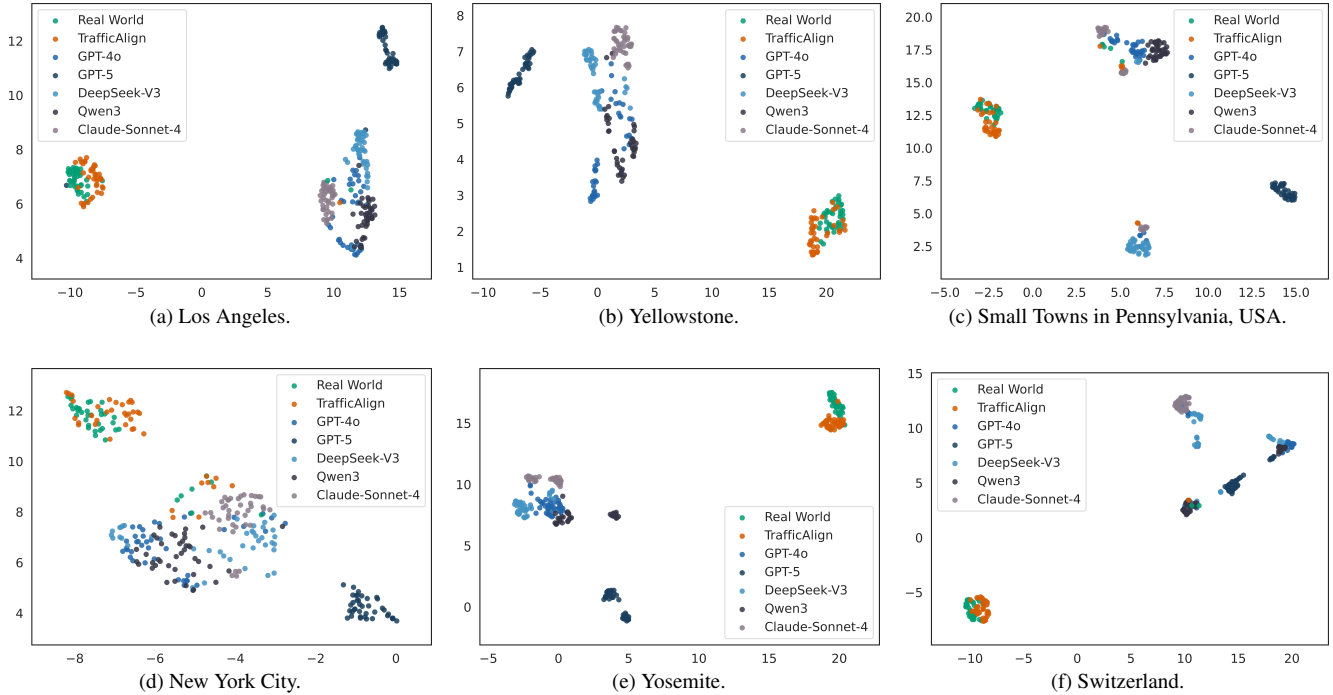 12
10
8
6
4
−10
−5
0
5
10
15
Real World
TrafficAlign
GPT-4o
GPT-5
DeepSeek-V3
Qwen3
Claude-Sonnet-4
(a) Los Angeles.
8
7
6
5
4
3
2
1
−10
−5
0
5
10
15
20
Real World
TrafficAlign
GPT-4o
GPT-5
DeepSeek-V3
Qwen3
Claude-Sonnet-4
(b) Yellowstone.
20.0
17.5
15.0
12.5
10.0
7.5
5.0
2.5
−5.0
−2.5
0.0
2.5
5.0
7.5
10.0
12.5
15.0
Real World
TrafficAlign
GPT-4o
GPT-5
DeepSeek-V3
Qwen3
Claude-Sonnet-4
(c) Small Towns in Pennsylvania, USA.
14
12
10
8
6
4
−8
−6
−4
−2
0
Real World
TrafficAlign
GPT-4o
GPT-5
DeepSeek-V3
Qwen3
Claude-Sonnet-4
(d) New York City.
15
10
5
0
−5
0
5
10
15
20
Real World
TrafficAlign
GPT-4o
GPT-5
DeepSeek-V3
Qwen3
Claude-Sonnet-4
(e) Yosemite.
15
10
5
0
−5
−10
−5
0
5
10
15
20
Real World
TrafficAlign
GPT-4o
GPT-5
DeepSeek-V3
Qwen3
Claude-Sonnet-4
(f) Switzerland.